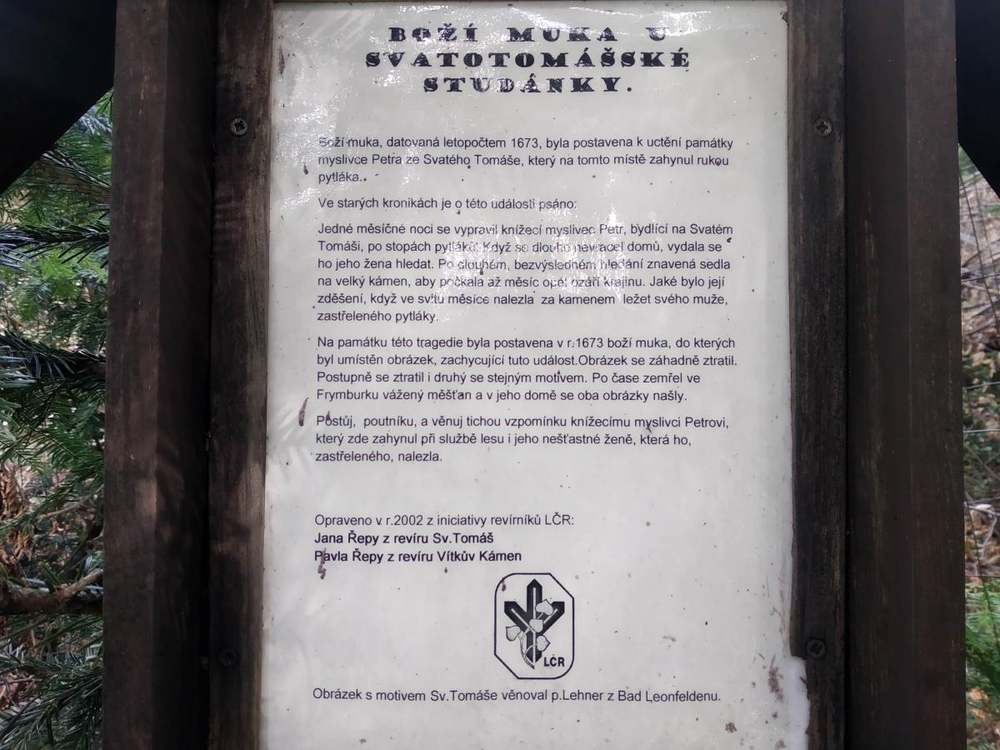 BOŽÍ MUKA U
SVATOTOMÁŠSKÉ
STUDÁNKY.
Boží muka, datovaná letopočtem 1673, byla postavena k uctění památky
myslivce Petra ze Svatého Tomáše, který na tomto místě zahynul rukou
pytláka.
Ve starých kronikách je o této události psáno:
Jedné měsíčné noci se vypravil knížecí myslivec Petr, bydlící na Svatém
Tomáši, po stopách pytláků. Když se dlouho nevracel domů, vydala se
ho jeho žena hledat. Po dlouhém, bezvýsledném hledání znavená sedla
na velký kámen, aby počkala až měsíc opět ozáří krajinu. Jaké bylo její
zděšení, když ve svitu měsíce nalezla za kamenem ležet svého muže,
zastřeleného pytláky.
Na památku této tragedie byla postavena v r.1673 boží muka, do kterých
byl umístěn obrázek, zachycující tuto událost.Obrázek se záhadně ztratil.
Postupně se ztratil i druhý se stejným motivem. Po čase zemřel ve
Frymburku vážený měšťan a v jeho domě se oba obrázky našly.
Postůj, poutníku, a věnuj tichou vzpomínku knížecímu myslivci Petrovi,
který zde zahynul při službě lesu i jeho nešťastné ženě, která ho,
zastřeleného, nalezla.
Opraveno v r.2002 z iniciativy revírníků LČR:
Jana Řepy z revíru Sv.Tomáš
Pavla Řepy z revíru Vítkův Kámen
LČR
Obrázek s motivem Sv.Tomáše věnoval p.Lehner z Bad Leonfeldenu.